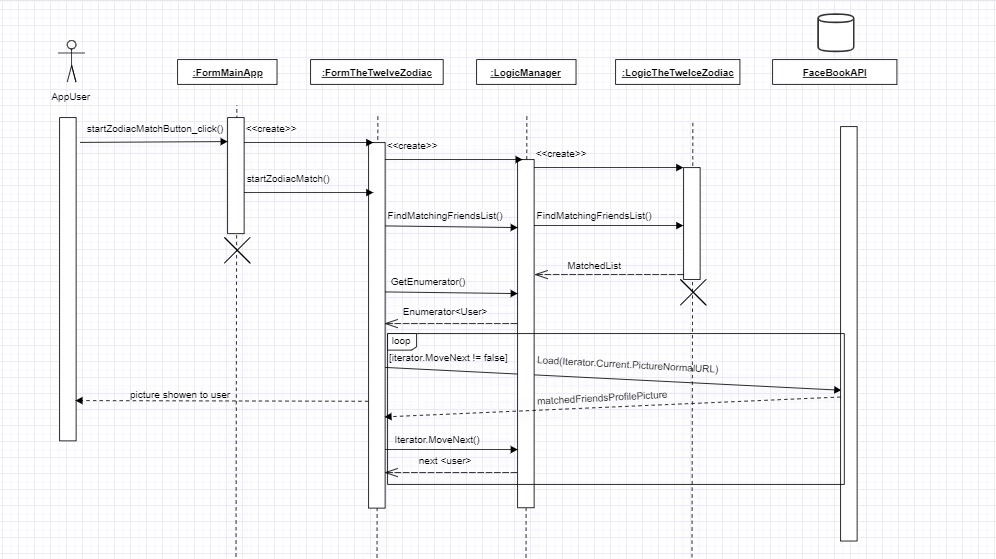 :FormMainApp
:FormTheTwelveZodiac
:LogicManager
:LogicTheTwelceZodiac
FaceBookAPI
AppUser
startZodiacMatchButton_click()
<<create>>
<<create>>
<<create>>
startZodiacMatch()
FindMatchingFriendsList()
FindMatchingFriendsList()
MatchedList
GetEnumerator()
Enumerator<User>
loop
[iterator.MoveNext != false]
Load(Iterator.Current.PictureNormalURL)
picture showen to user
matchedFriendsProfilePicture
Iterator.MoveNext()
next <user>